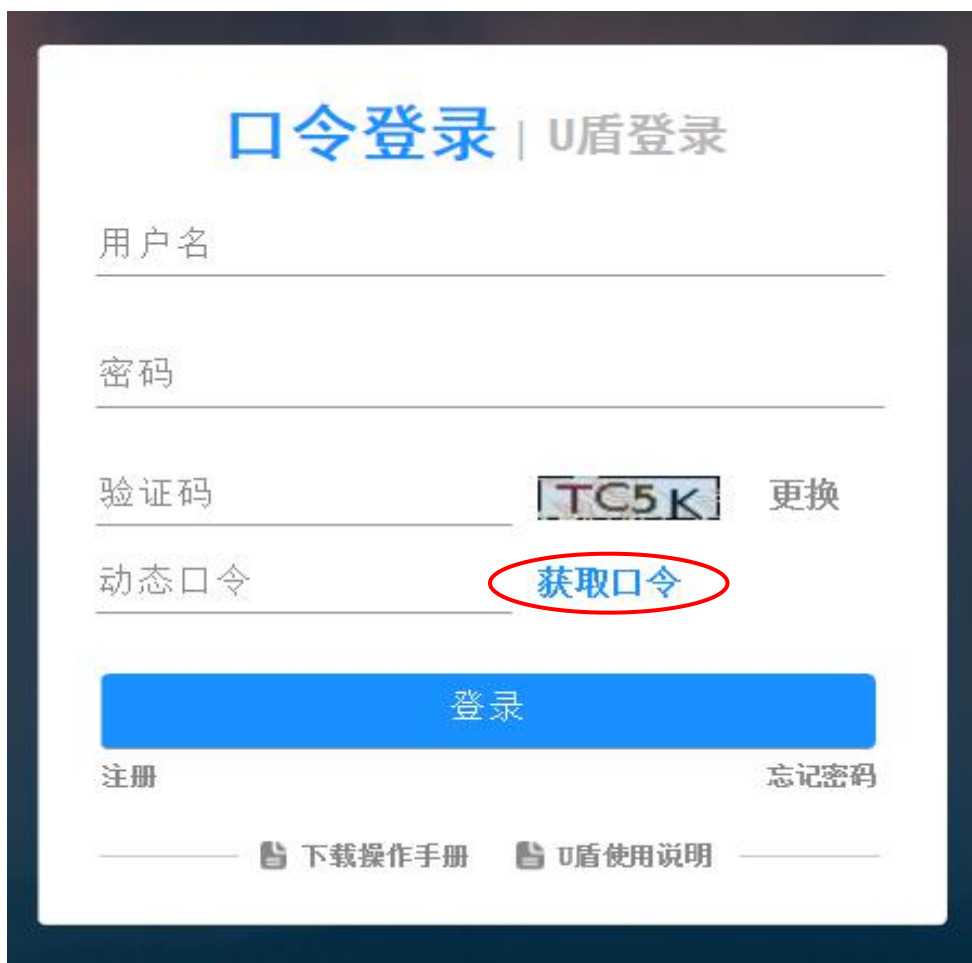 口令登录 | U盾登录
用户名
密码
验证码 TC5K 更换
动态口令 获取口令
登录
注册 忘记密码
下载操作手册 U盾使用说明